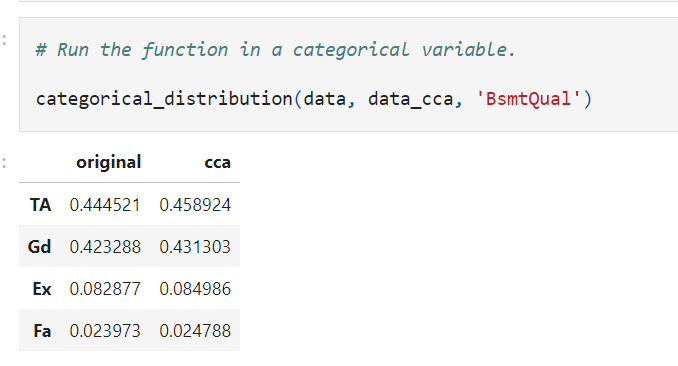 :
# Run the function in a categorical variable.
categorical_distribution(data, data_cca, 'BsmtQual')
:
original cca
TA 0.444521 0.458924
Gd 0.423288 0.431303
Ex 0.082877 0.084986
Fa 0.023973 0.024788